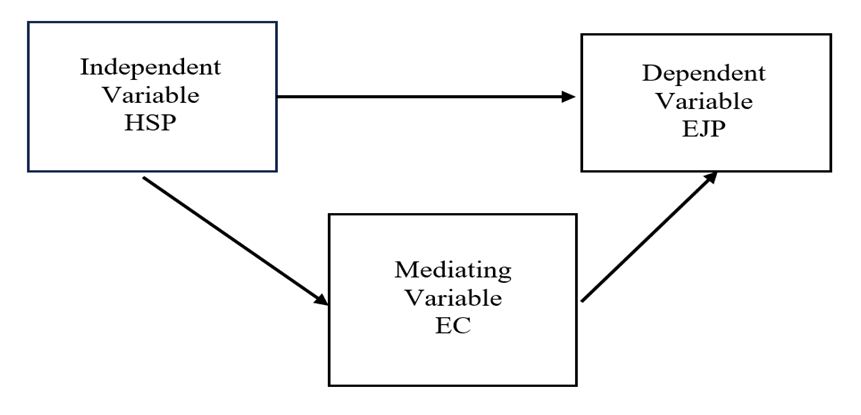 Independent
Variable
HSP
Dependent
Variable
EJP
Mediating
Variable
EC